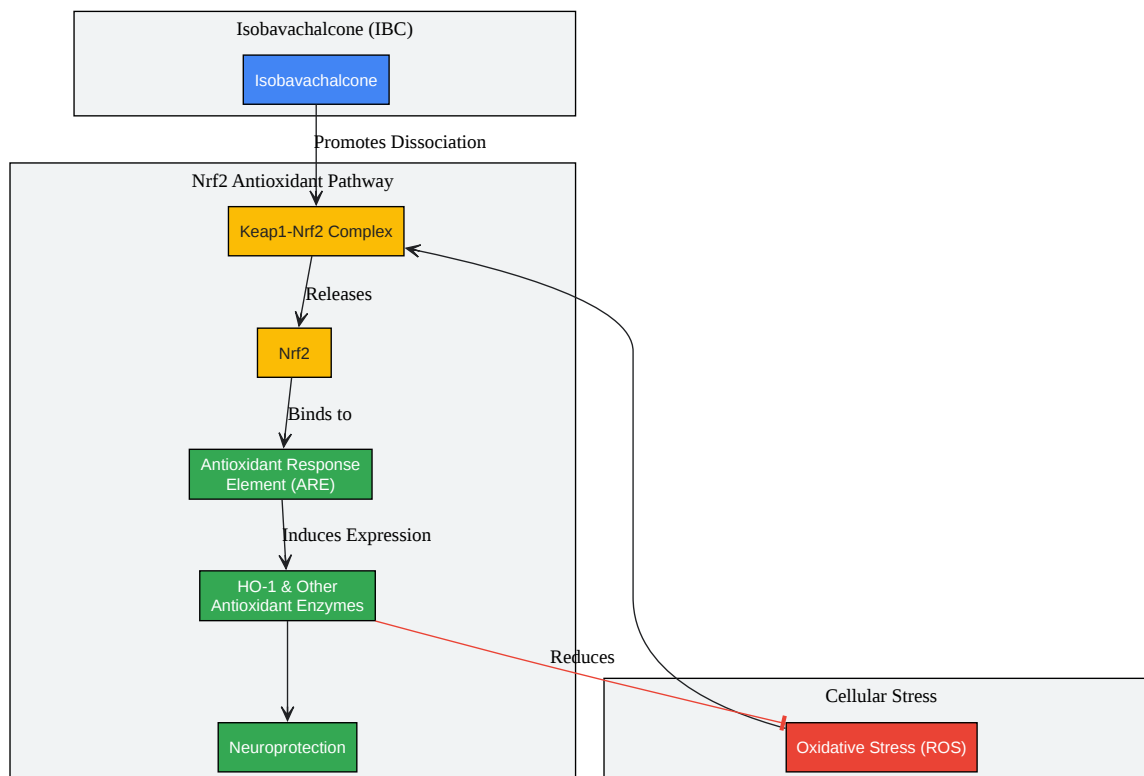 Isobavachalcone (IBC)
Isobavachalcone
Promotes Dissociation
Nrf2 Antioxidant Pathway
Keap1-Nrf2 Complex
Releases
Nrf2
Binds to
Antioxidant Response
Element (ARE)
Induces Expression
HO-1 & Other
Antioxidant Enzymes
Reduces
Cellular Stress
Neuroprotection
Oxidative Stress (ROS)